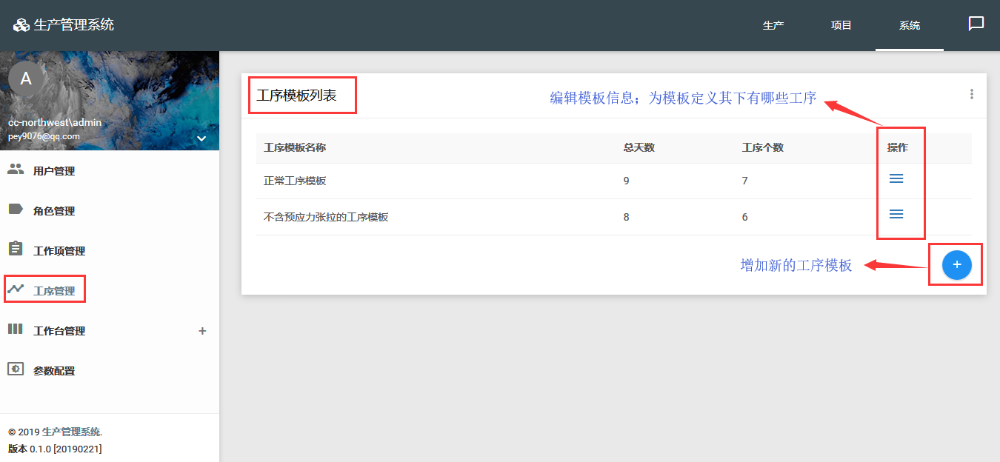 生产管理系统
生产
项目
系统
A
cc-northwest\admin
pey9076@qq.com
用户管理
角色管理
工作项管理
工序管理
工作台管理
+
参数配置
© 2019 生产管理系统.
版本 0.1.0 [20190221]
工序模板列表
编辑模板信息；为模板定义其下有哪些工序
工序模板名称 总天数 工序个数 操作
正常工序模板 9 7
不含预应力张拉的工序模板 8 6
增加新的工序模板
+